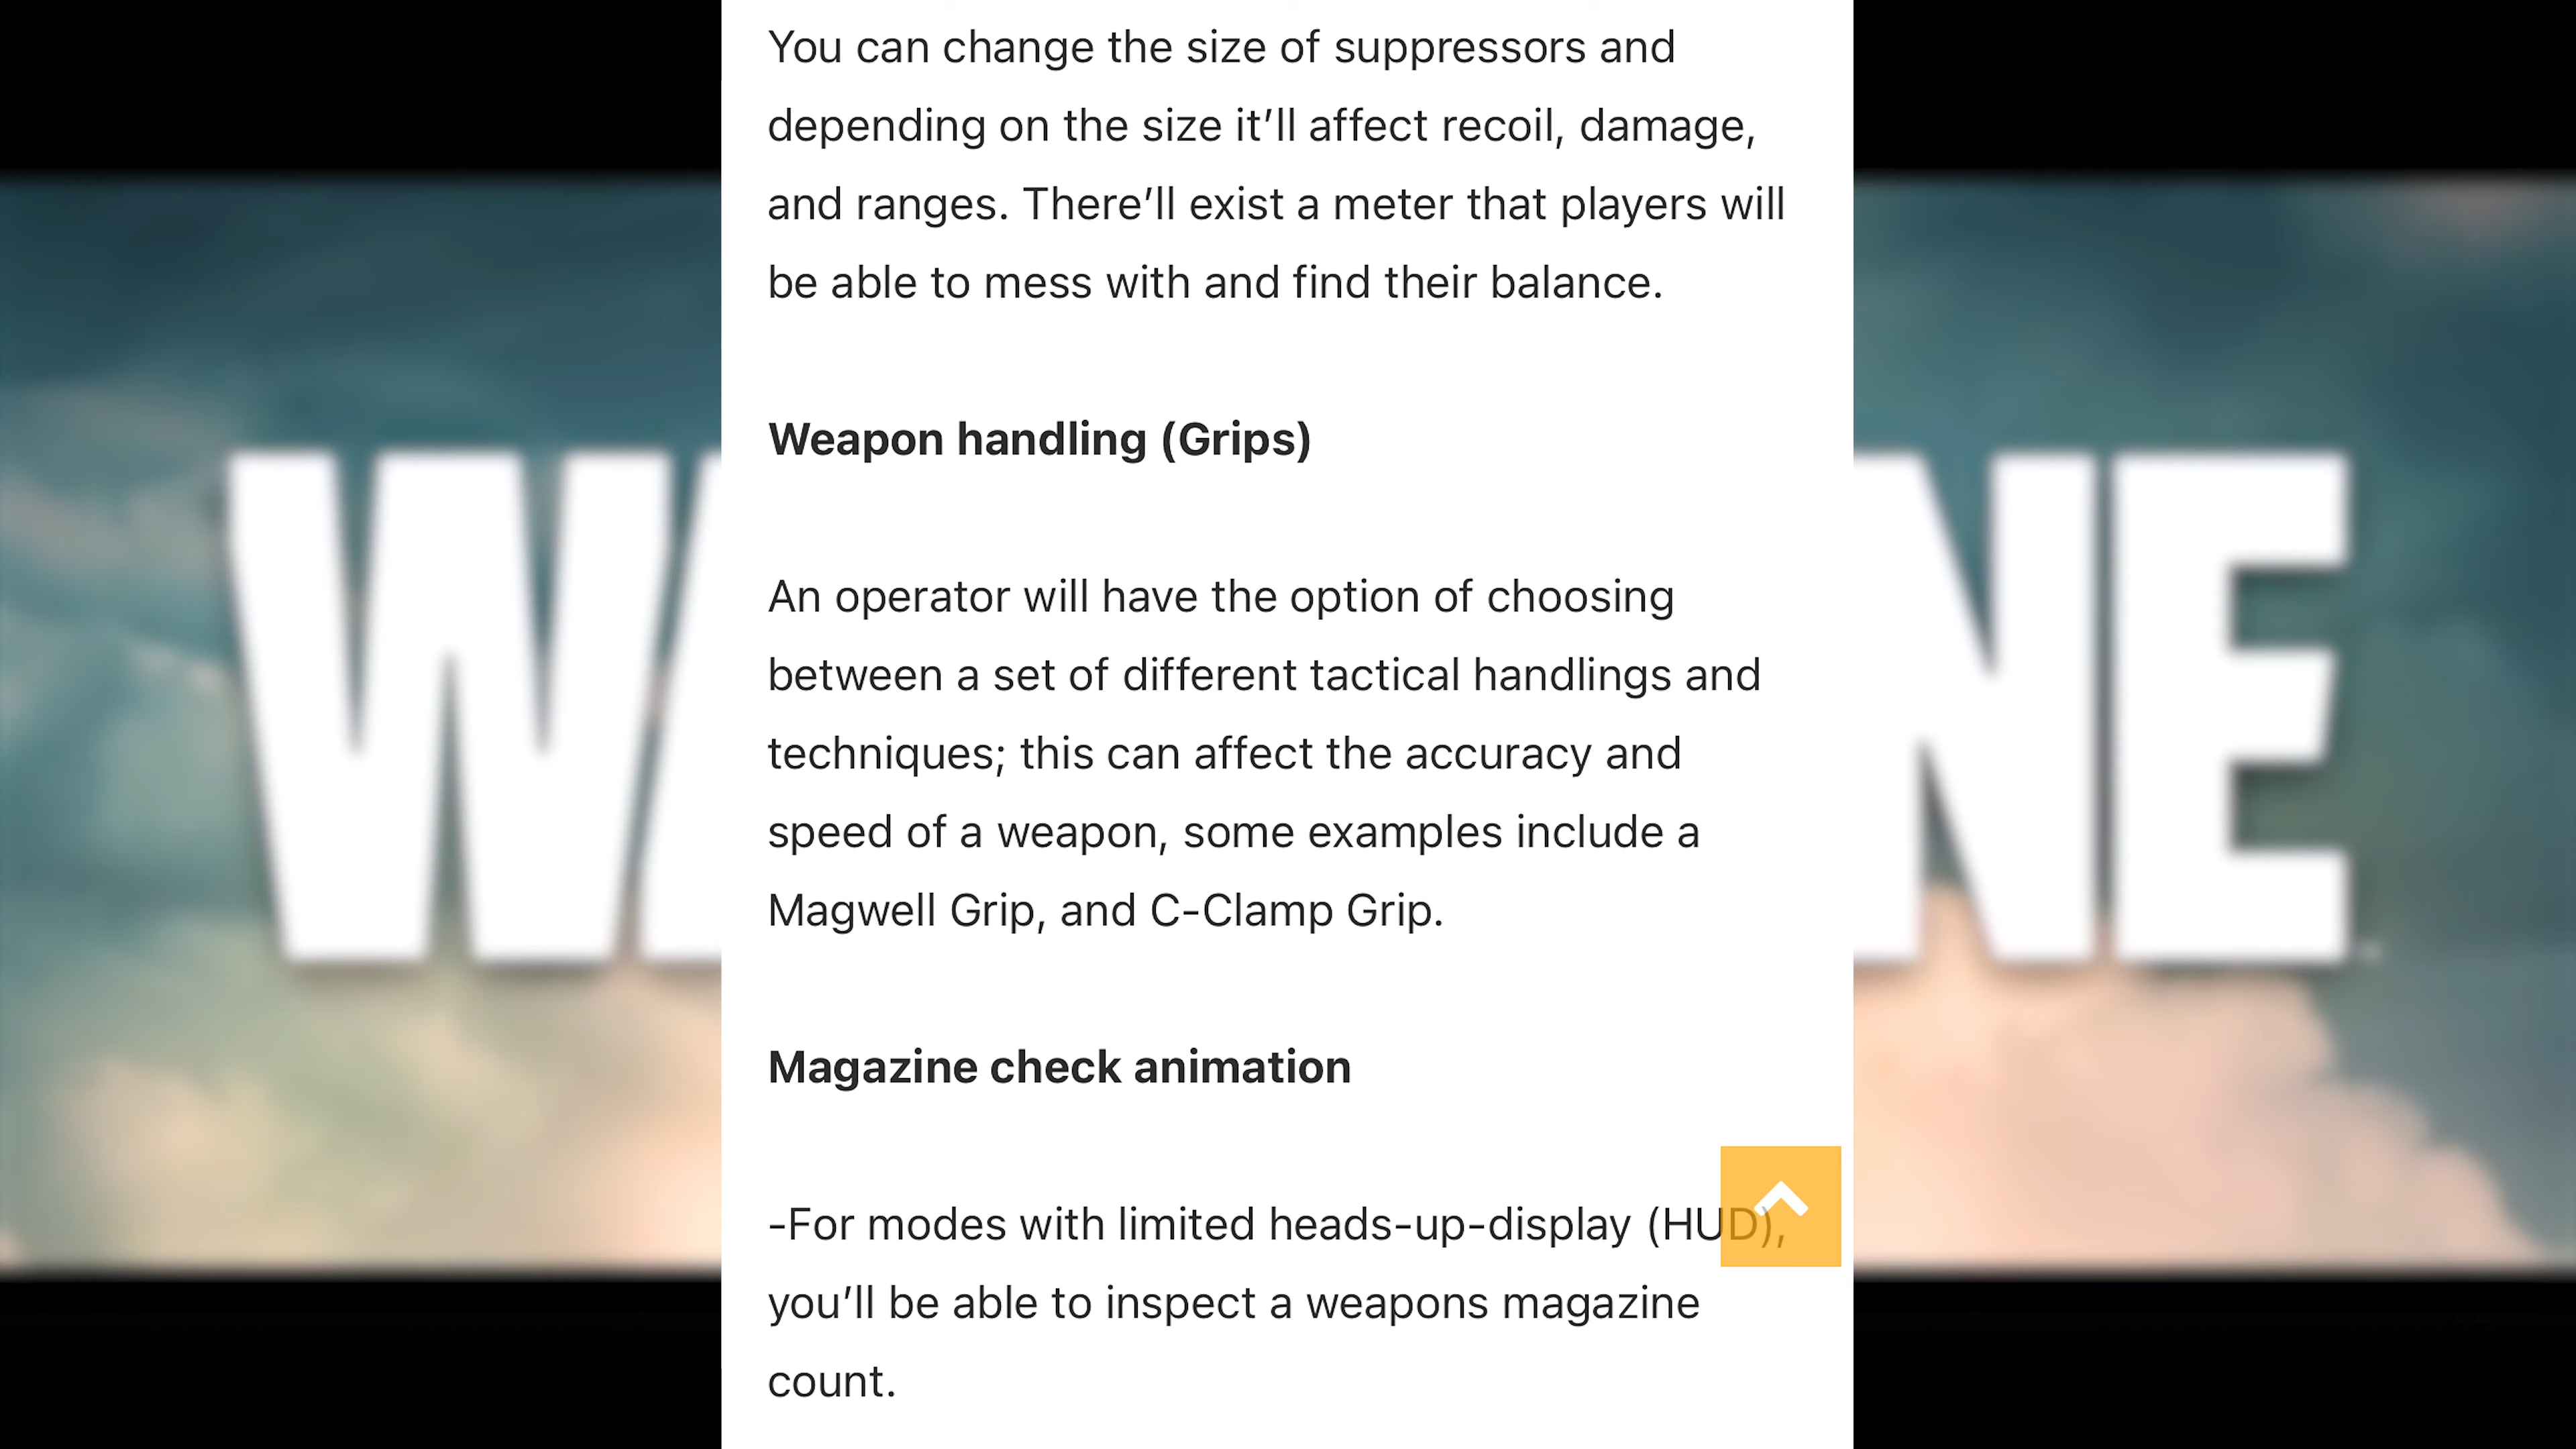 You can change the size of suppressors and
depending on the size it’ll affect recoil, damage,
and ranges. There’ll exist a meter that players will
be able to mess with and find their balance.
Weapon handling (Grips)
An operator will have the option of choosing
between a set of different tactical handlings and
techniques; this can affect the accuracy and
speed of a weapon, some examples include a
Magwell Grip, and C-Clamp Grip.
Magazine check animation
-For modes with limited heads-up-display (HUD),
you’ll be able to inspect a weapons magazine
count.
W
NE